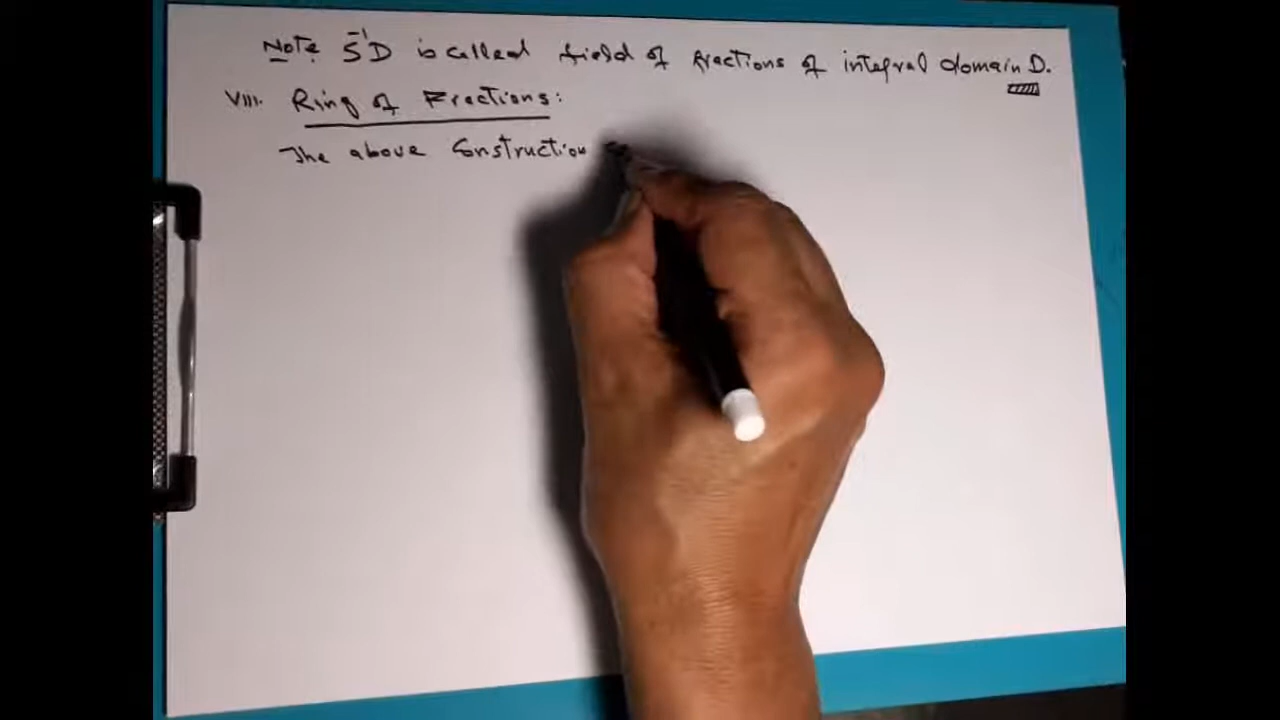 Note S⁻¹D is called field of fractions of integral domain D.
VIII. Ring of Fractions:
The above Construction